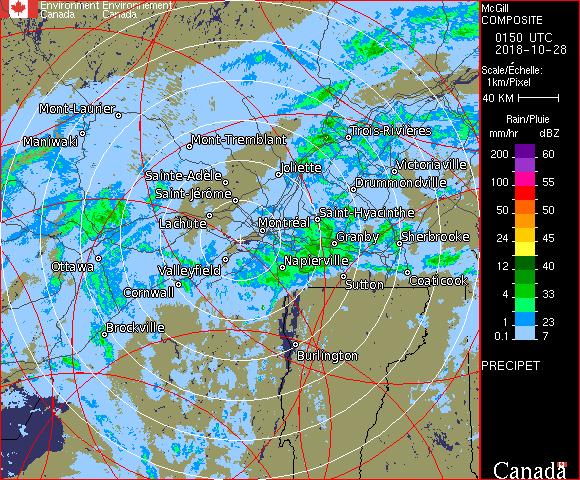 Environment Environnement
Canada Canada
McGill
COMPOSITE
0150 UTC
2018-10-28
Scale/Échelle:
1km/Pixel
40 KM
Rain/Pluie
mm/hr dBZ
200 60
100 55
50 50
24 45
12 40
4 33
1 23
0.1 7
PRECIPET
Canada
Mont-Laurier
Maniwaki
Mont-Tremblant
Trois-Rivières
Sainte-Adèle
Joliette
Victoriaville
Saint-Jérôme
Drummondville
Lachute
Montréal
Saint-Hyacinthe
Granby
Sherbrooke
Ottawa
Valleyfield
Napierville
Cornwall
Sutton
Coaticook
Brockville
Burlington